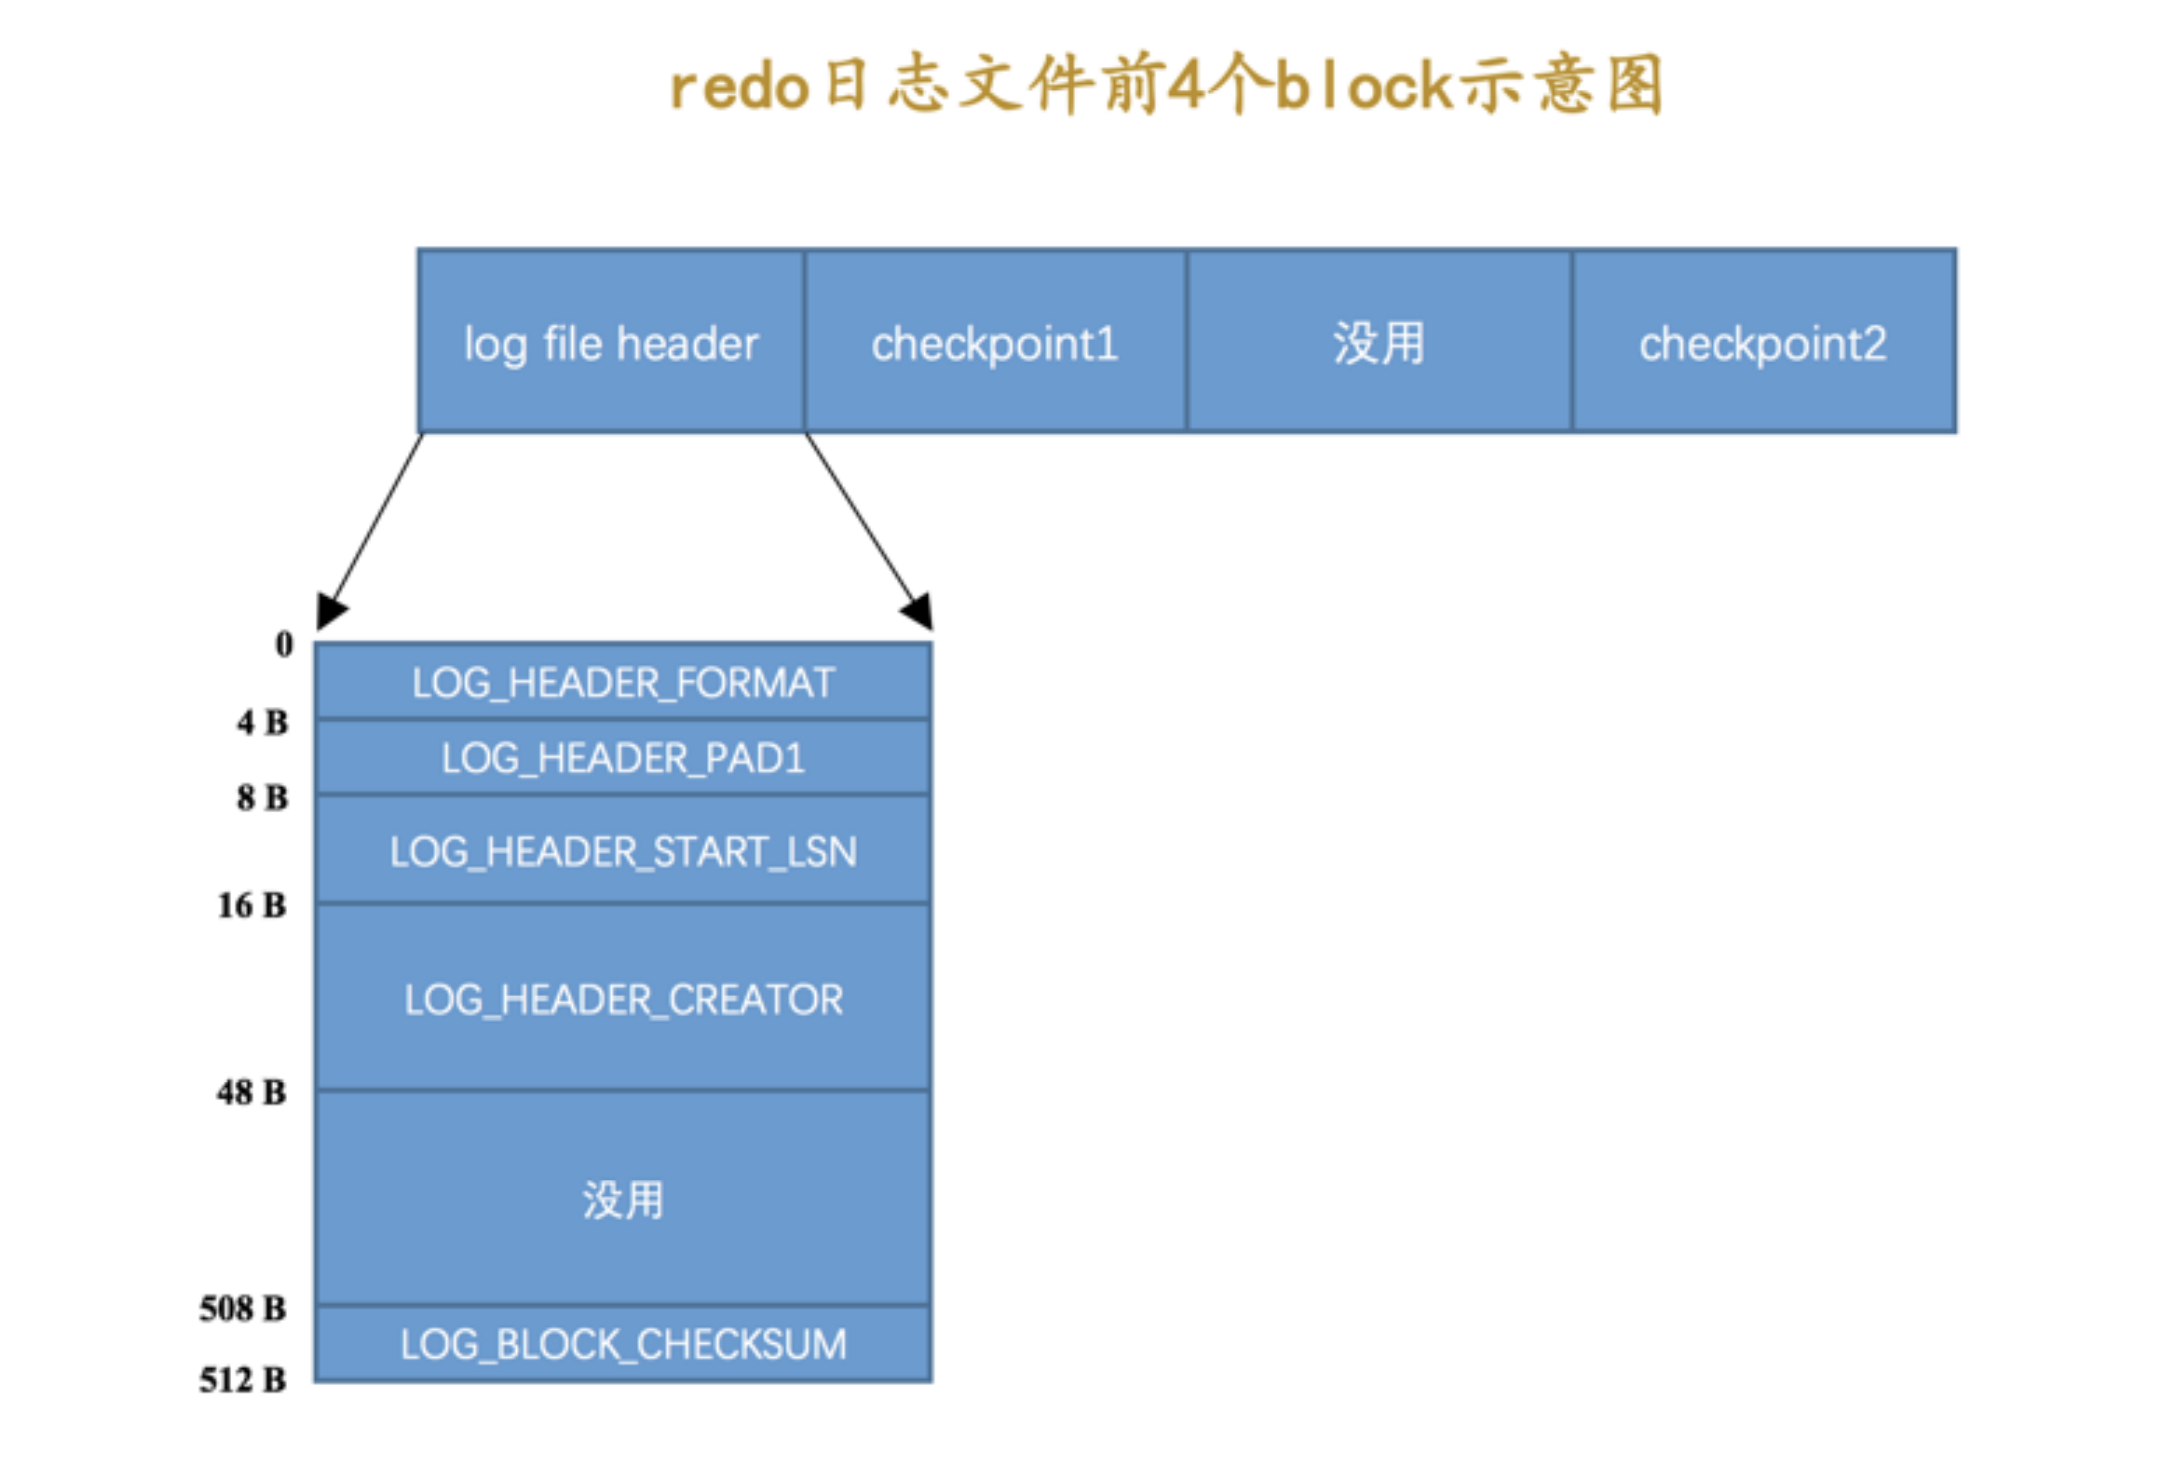 redo日志文件前4个block示意图
log file header checkpoint1 没用 checkpoint2
0
LOG_HEADER_FORMAT
4 B
LOG_HEADER_PAD1
8 B
LOG_HEADER_START_LSN
16 B
LOG_HEADER_CREATOR
48 B
没用
508 B
LOG_BLOCK_CHECKSUM
512 B